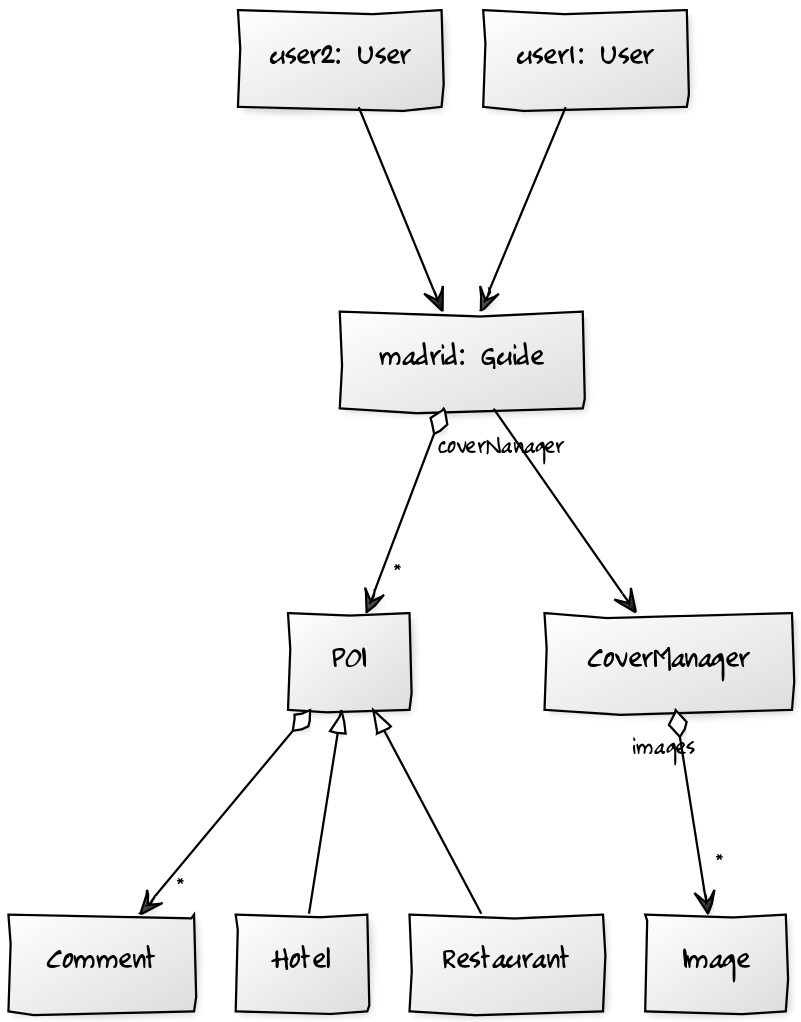 user2: User
user1: User
madrid: Guide
coverNanager
*
POI
CoverManager
images
*
*
Comment
Hotel
Restaurant
Image